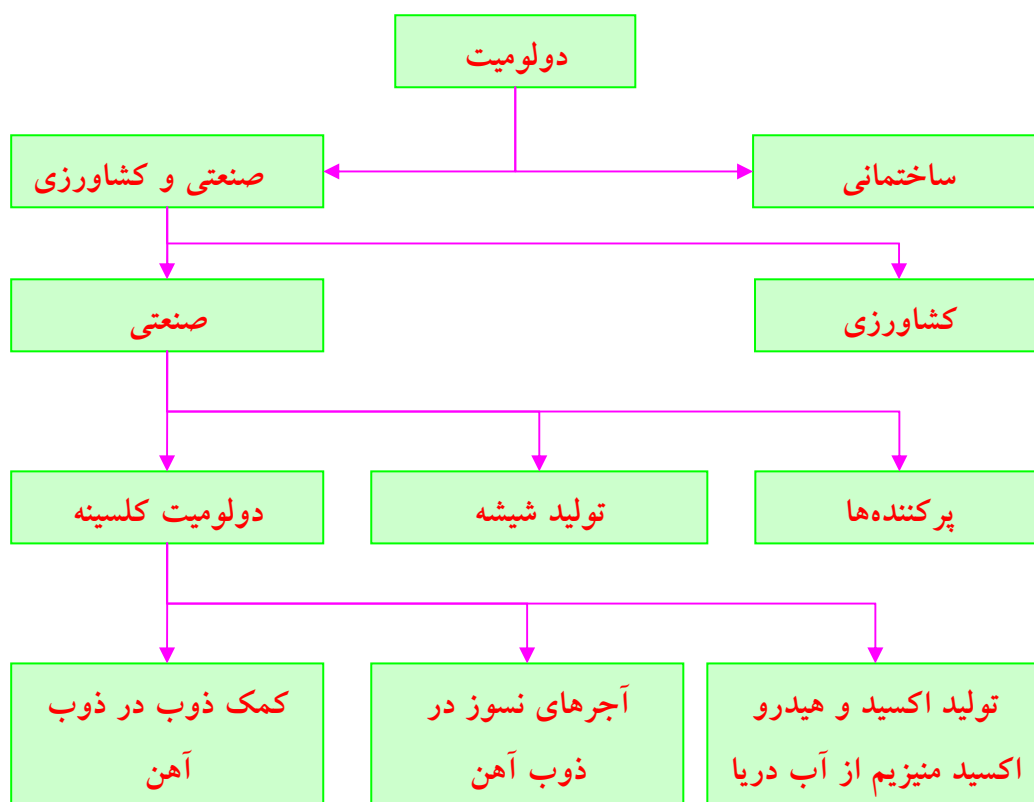 دولومیت
ساختمانی
صنعتی و کشاورزی
کشاورزی
صنعتی
پرکننده‌ها
تولید شیشه
دولومیت کلسینه
تولید اکسید و هیدرو
اکسید منیزیم از آب دریا
آجرهای نسوز در
ذوب آهن
کمک ذوب در ذوب
آهن